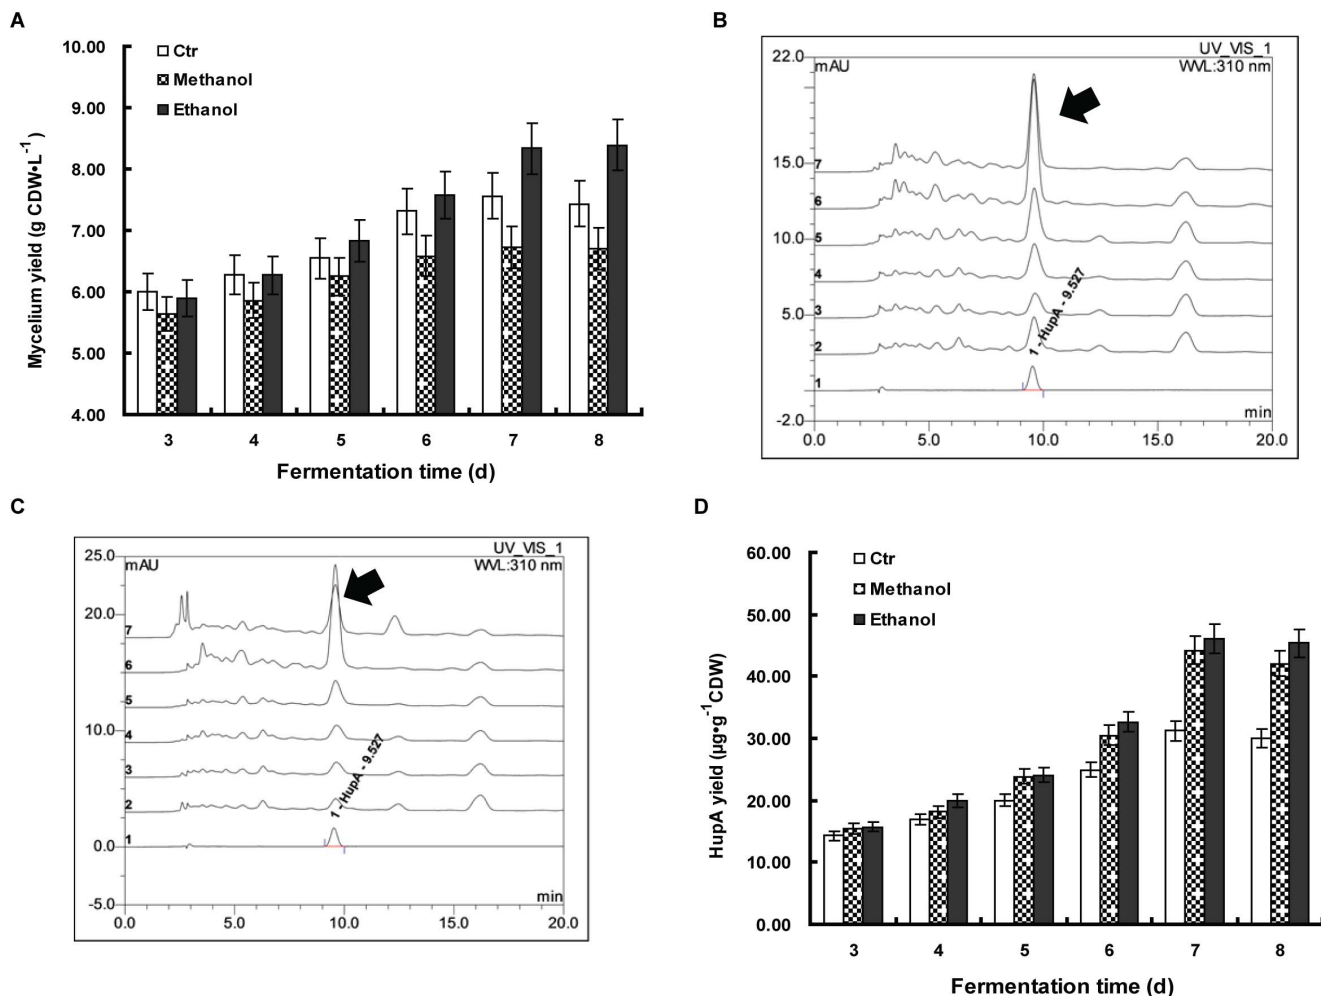 A
10.00
9.00
8.00
7.00
6.00
5.00
4.00
Mycelium yield (g CDW•L-1)
Ctr
Methanol
Ethanol
3 4 5 6 7 8
Fermentation time (d)
B
UV_VIS_1
WVL:310 nm
mAU
22.0
15.0
10.0
5.0
-2.0
7
6
5
4
3
2
1
1 - HupA - 9.527
min
0.0 5.0 10.0 15.0 20.0
C
UV_VIS_1
WVL:310 nm
mAU
25.0
20.0
10.0
0.0
-5.0
7
6
5
4
3
2
1
1 - HupA - 9.527
min
0.0 5.0 10.0 15.0 20.0
D
60.00
50.00
40.00
30.00
20.00
10.00
0.00
HupA yield (µg•g-1CDW)
Ctr
Methanol
Ethanol
3 4 5 6 7 8
Fermentation time (d)